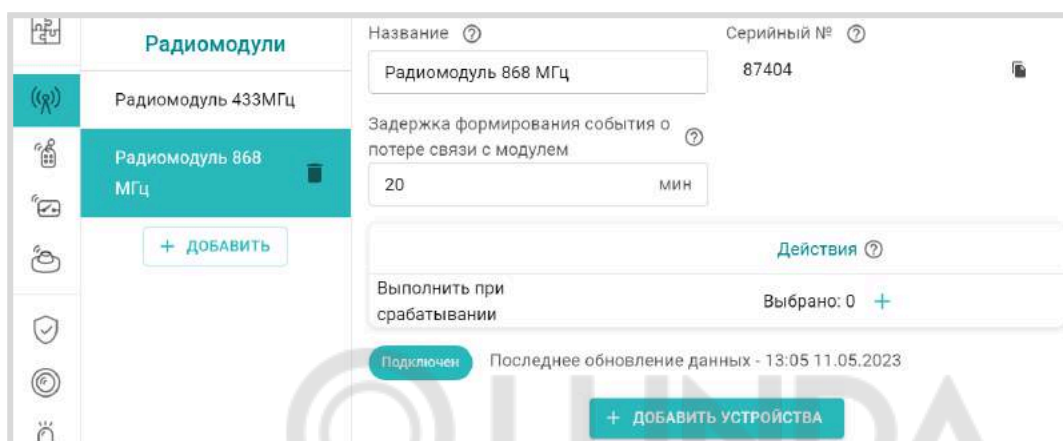 Радиомодули
Радиомодуль 433МГц
Радиомодуль 868
МГц
+ ДОБАВИТЬ
Название ?
Радиомодуль 868 МГц
Серийный № ?
87404
Задержка формирования события о
потере связи с модулем ?
20 мин
Действия ?
Выполнить при
срабатывании
Выбрано: 0 +
Подключен Последнее обновление данных - 13:05 11.05.2023
+ ДОБАВИТЬ УСТРОЙСТВА